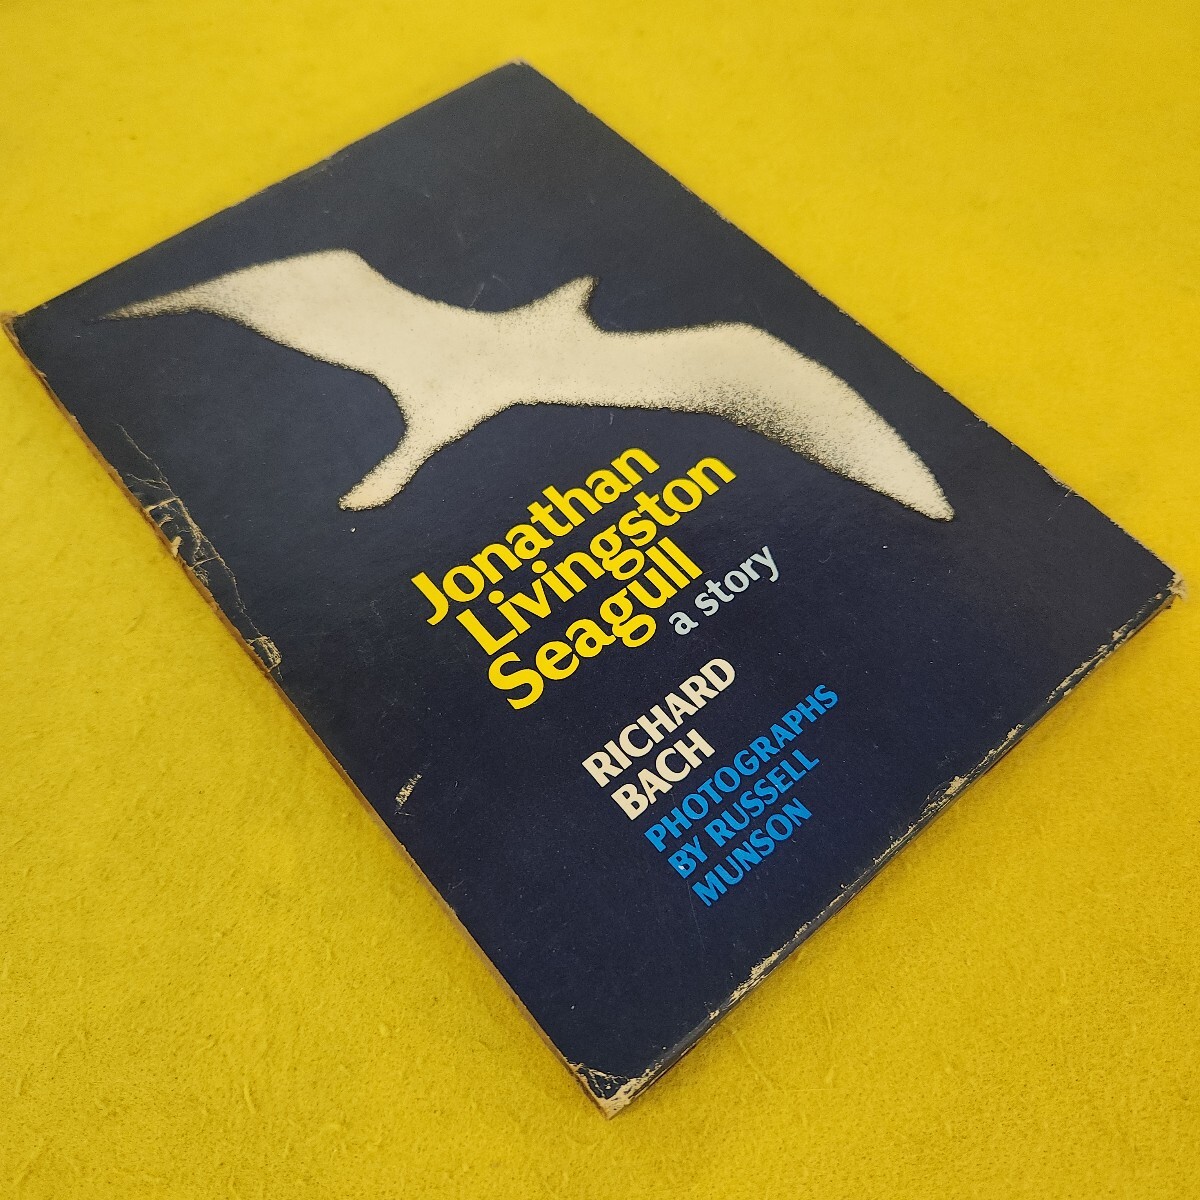 Jonathan
Livingston
Seagull
a story
RICHARD
BACH
PHOTOGRAPHS
BY RUSSELL
MUNSON